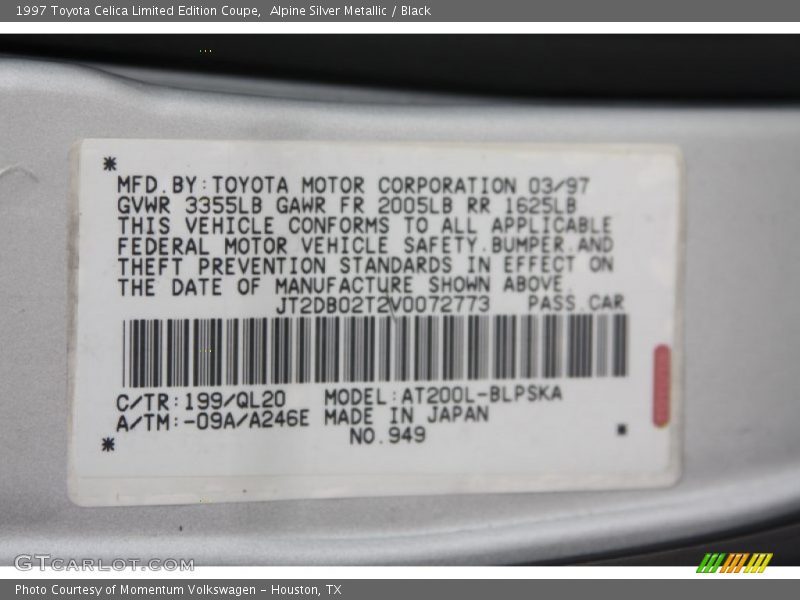 1997 Toyota Celica Limited Edition Coupe,  Alpine Silver Metallic / Black
*
MFD.BY:TOYOTA MOTOR CORPORATION 03/97
GVWR 3355LB GAWR FR 2005LB RR 1625LB
THIS VEHICLE CONFORMS TO ALL APPLICABLE
FEDERAL MOTOR VEHICLE SAFETY.BUMPER.AND
THEFT PREVENTION STANDARDS IN EFFECT ON
THE DATE OF MANUFACTURE SHOWN ABOVE.
JT2DB02T2V0072773 PASS.CAR
C/TR:199/QL20 MODEL:AT200L-BLPSKA
A/TM:-09A/A246E MADE IN JAPAN
* NO.949
GTCARLOT.COM
Photo Courtesy of Momentum Volkswagen - Houston, TX